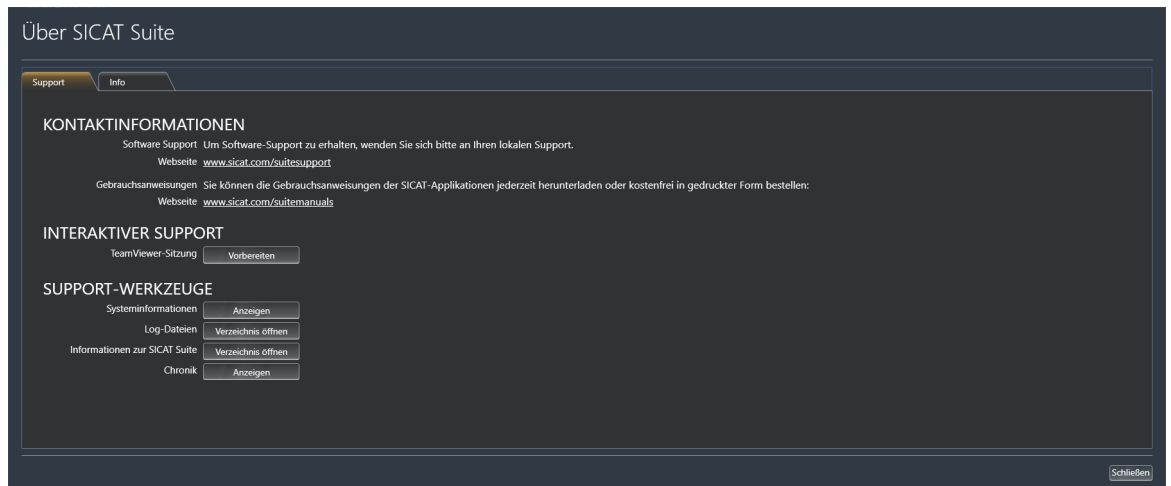 Über SICAT Suite
Support Info
KONTAKTINFORMATIONEN
Software Support Um Software-Support zu erhalten, wenden Sie sich bitte an Ihren lokalen Support.
Webseite www.sicat.com/suitesupport
Gebrauchsanweisungen Sie können die Gebrauchsanweisungen der SICAT-Applikationen jederzeit herunterladen oder kostenfrei in gedruckter Form bestellen:
Webseite www.sicat.com/suitemanuals
INTERAKTIVER SUPPORT
TeamViewer-Sitzung Vorbereiten
SUPPORT-WERKZEUGE
Systeminformationen Anzeigen
Log-Dateien Verzeichnis öffnen
Informationen zur SICAT Suite Verzeichnis öffnen
Chronik Anzeigen
Schließen